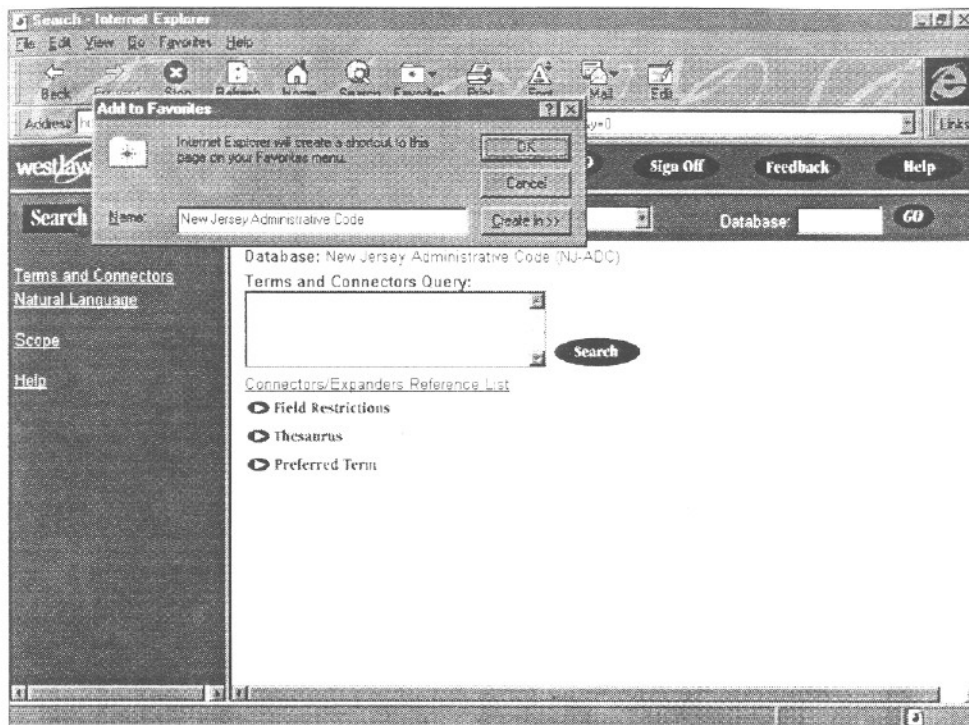 Search - Internet Explorer
File Edit View Go Favorites Help
Back Stop Refresh Home Search Favorites Print Font Mail Edit
Add to Favorites
Address Links
Internet Explorer will create a shortcut to this
page on your Favorites menu.
OK
Cancel
Name: New Jersey Administrative Code
Create in >>
westlaw Sign Off Feedback Help
Search Database: GO
Database: New Jersey Administrative Code (NJ-ADC)
Terms and Connectors
Terms and Connectors Query:
Natural Language
Scope
Search
Help
Connectors/Expanders Reference List
Field Restrictions
Thesaurus
Preferred Term